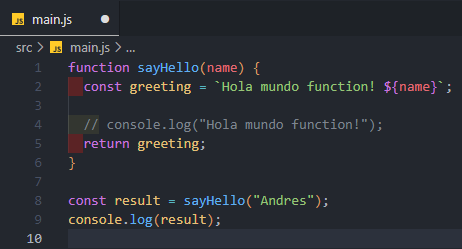 JS main.js
src > JS main.js > ...
1 function sayHello(name) {
2   const greeting = `Hola mundo function! ${name}`;
3
4   // console.log("Hola mundo function!");
5   return greeting;
6 }
7
8 const result = sayHello("Andres");
9 console.log(result);
10